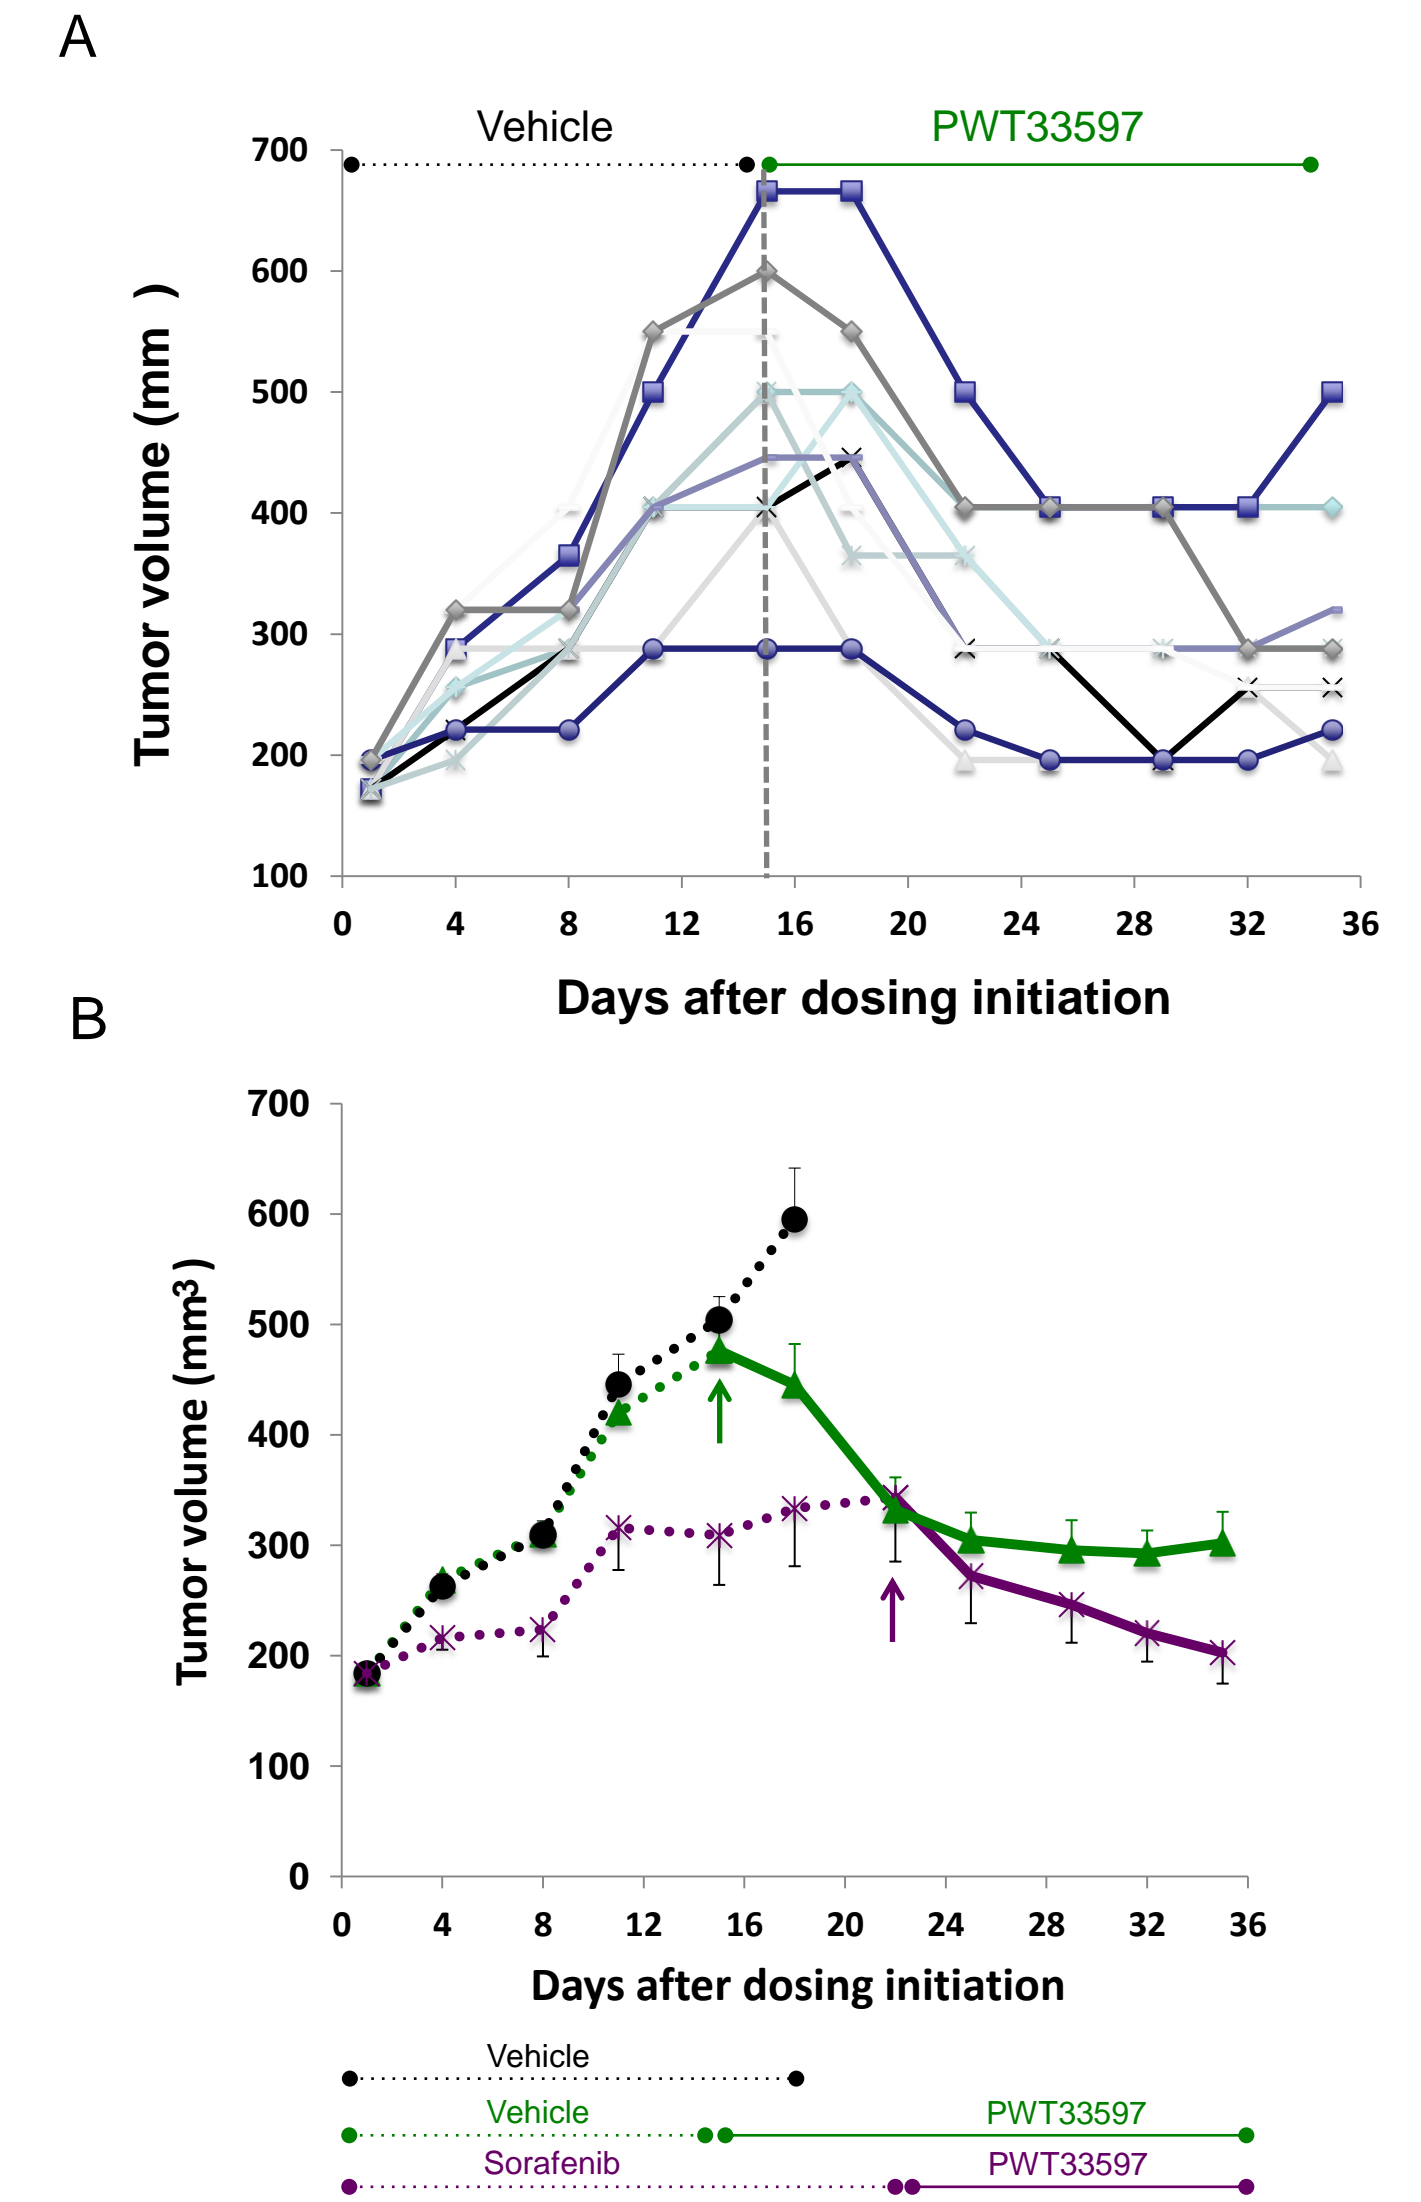 A
Vehicle PWT33597
700
600
500
400
300
200
100
Tumor volume (mm )
0 4 8 12 16 20 24 28 32 36
Days after dosing initiation
B
700
600
500
400
300
200
100
0
Tumor volume (mm3 )
0 4 8 12 16 20 24 28 32 36
Days after dosing initiation
Vehicle
Vehicle PWT33597
Sorafenib PWT33597